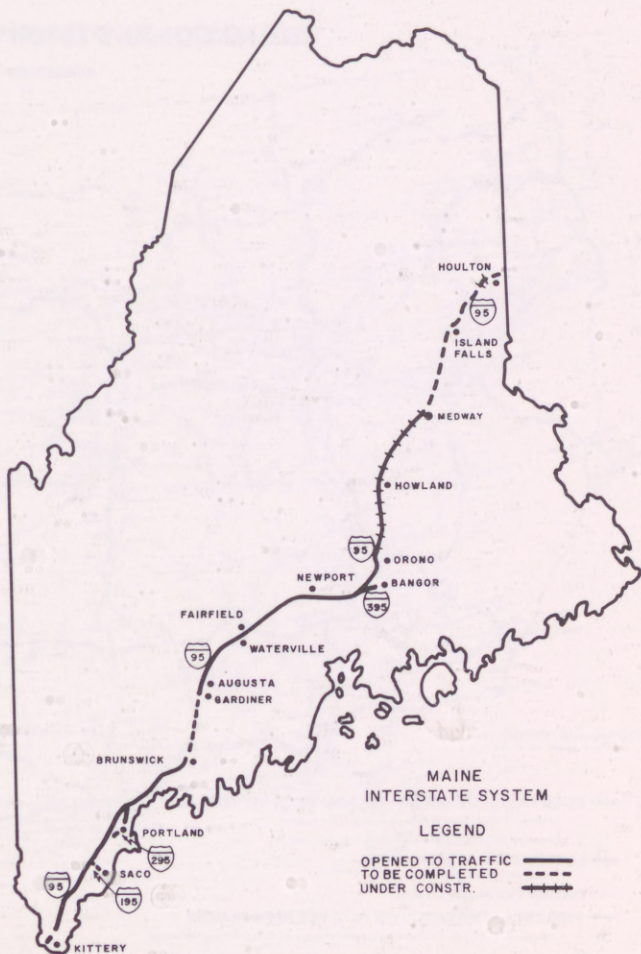 HOULTON
95
ISLAND
FALLS
MEDWAY
HOWLAND
95
ORONO
NEWPORT
BANGOR
395
FAIRFIELD
WATERVILLE
95
AUGUSTA
GARDINER
BRUNSWICK
PORTLAND
295
SACO
95
195
KITTERY
MAINE
INTERSTATE SYSTEM
LEGEND
OPENED TO TRAFFIC
TO BE COMPLETED
UNDER CONSTR.